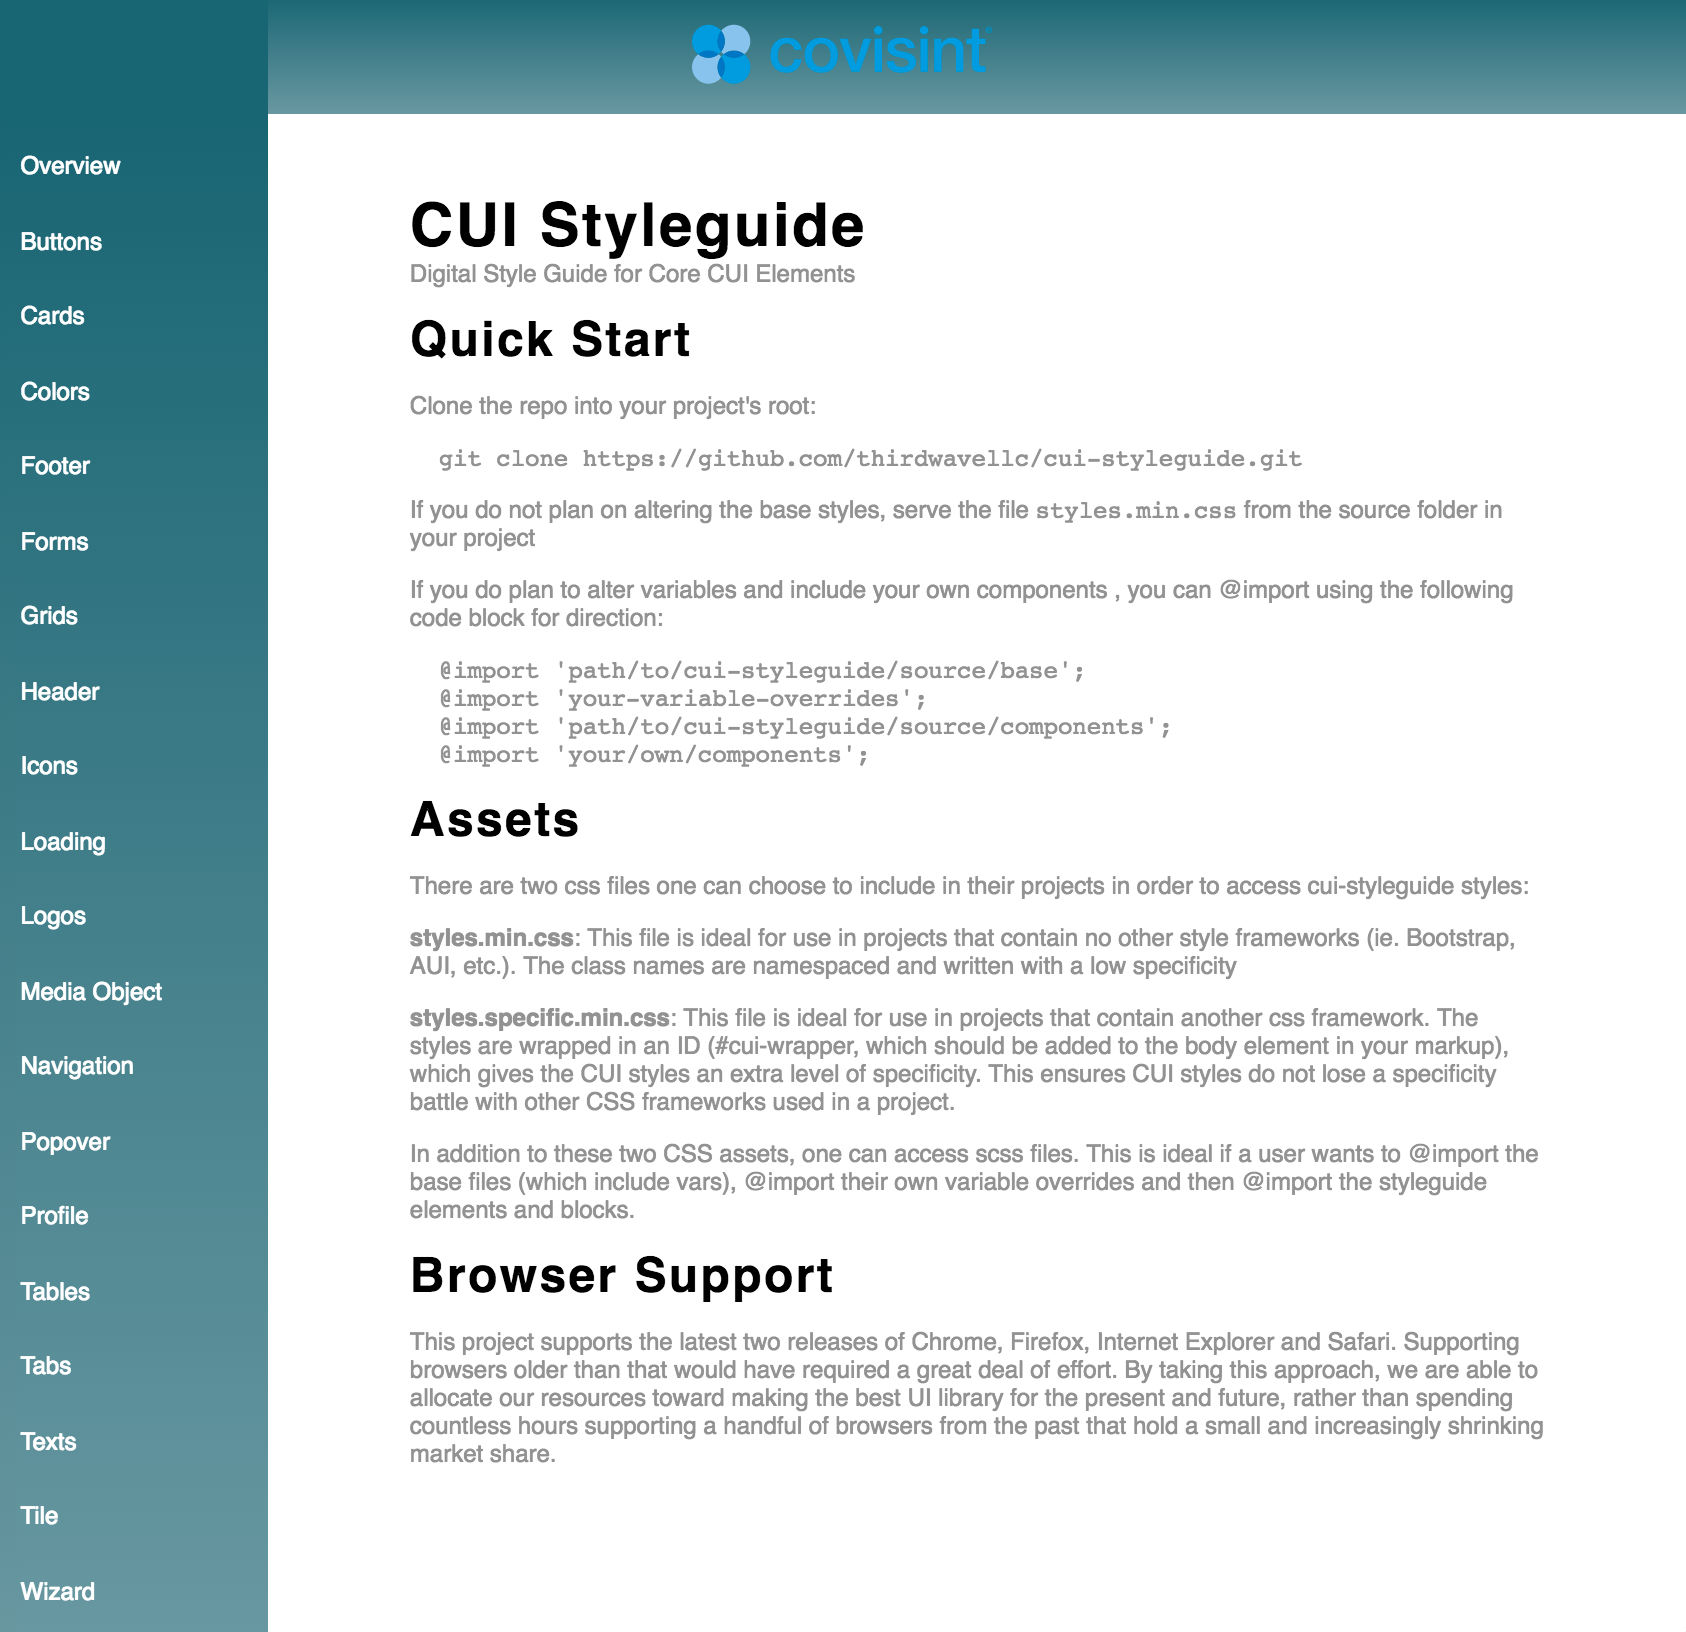 covisint
Overview
Buttons
Cards
Colors
Footer
Forms
Grids
Header
Icons
Loading
Logos
Media Object
Navigation
Popover
Profile
Tables
Tabs
Texts
Tile
Wizard
CUI Styleguide
Digital Style Guide for Core CUI Elements
Quick Start
Clone the repo into your project's root:
git clone https://github.com/thirdwavellc/cui-styleguide.git
If you do not plan on altering the base styles, serve the file styles.min.css from the source folder in
your project
If you do plan to alter variables and include your own components , you can @import using the following
code block for direction:
@import 'path/to/cui-styleguide/source/base';
@import 'your-variable-overrides';
@import 'path/to/cui-styleguide/source/components';
@import 'your/own/components';
Assets
There are two css files one can choose to include in their projects in order to access cui-styleguide styles:
styles.min.css: This file is ideal for use in projects that contain no other style frameworks (ie. Bootstrap,
AUI, etc.). The class names are namespaced and written with a low specificity
styles.specific.min.css: This file is ideal for use in projects that contain another css framework. The
styles are wrapped in an ID (#cui-wrapper, which should be added to the body element in your markup),
which gives the CUI styles an extra level of specificity. This ensures CUI styles do not lose a specificity
battle with other CSS frameworks used in a project.
In addition to these two CSS assets, one can access scss files. This is ideal if a user wants to @import the
base files (which include vars), @import their own variable overrides and then @import the styleguide
elements and blocks.
Browser Support
This project supports the latest two releases of Chrome, Firefox, Internet Explorer and Safari. Supporting
browsers older than that would have required a great deal of effort. By taking this approach, we are able to
allocate our resources toward making the best UI library for the present and future, rather than spending
countless hours supporting a handful of browsers from the past that hold a small and increasingly shrinking
market share.